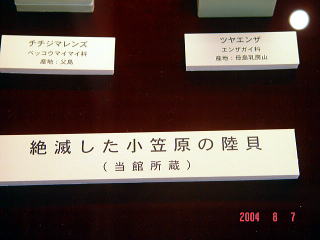 チチジマレンズ
ベッコウマイマイ科
産地:父島
ツヤエンザ
エンザガイ科
産地:母島乳房山
絶滅した小笠原の陸貝
(当館所蔵)
2004 8 7